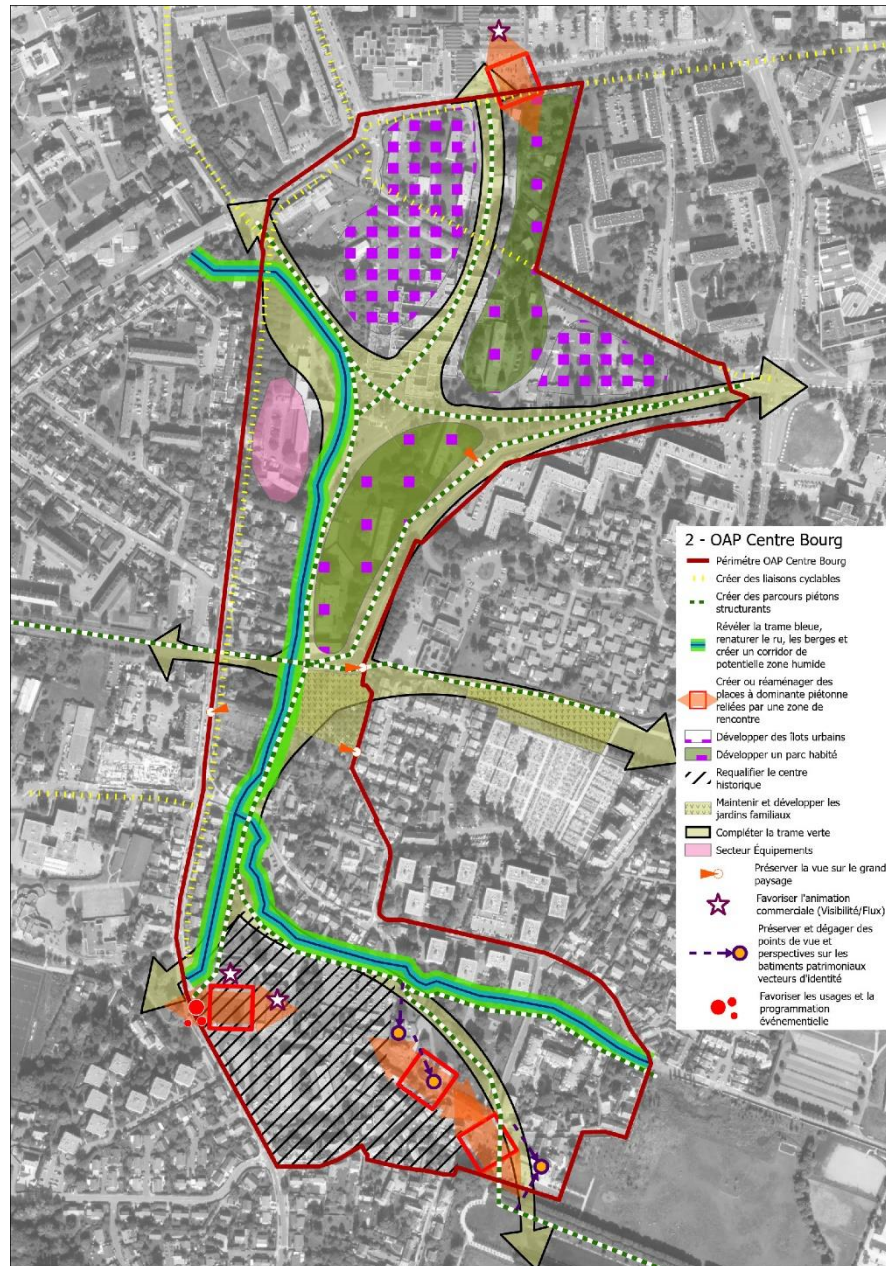 2 - OAP Centre Bourg
Périmètre OAP Centre Bourg
Créer des liaisons cyclables
Créer des parcours piétons
structurants
Révéler la trame bleue,
renaturer le ru, les berges et
créer un corridor de
potentielle zone humide
Créer ou réaménager des
places à dominante piétonne
reliées par une zone de
rencontre
Développer des îlots urbains
Développer un parc habité
Requalifier le centre
historique
Maintenir et développer les
jardins familiaux
Compléter la trame verte
Secteur Équipements
Préserver la vue sur le grand
paysage
Favoriser l'animation
commerciale (Visibilité/Flux)
Préserver et dégager des
points de vue et
perspectives sur les
batiments patrimoniaux
vecteurs d'identité
Favoriser les usages et la
programmation
événementielle